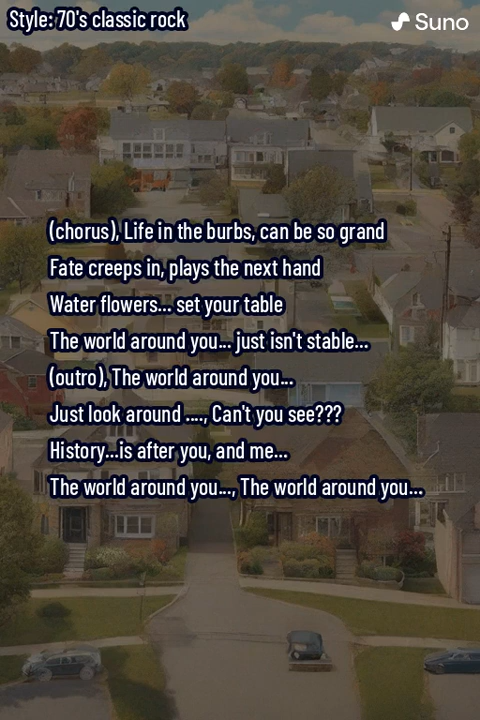 Style: 70's classic rock
Suno
(chorus), Life in the burbs, can be so grand
Fate creeps in, plays the next hand
Water flowers... set your table
The world around you... just isn't stable...
(outro), The world around you...
Just look around ...., Can't you see???
History...is after you, and me...
The world around you..., The world around you...